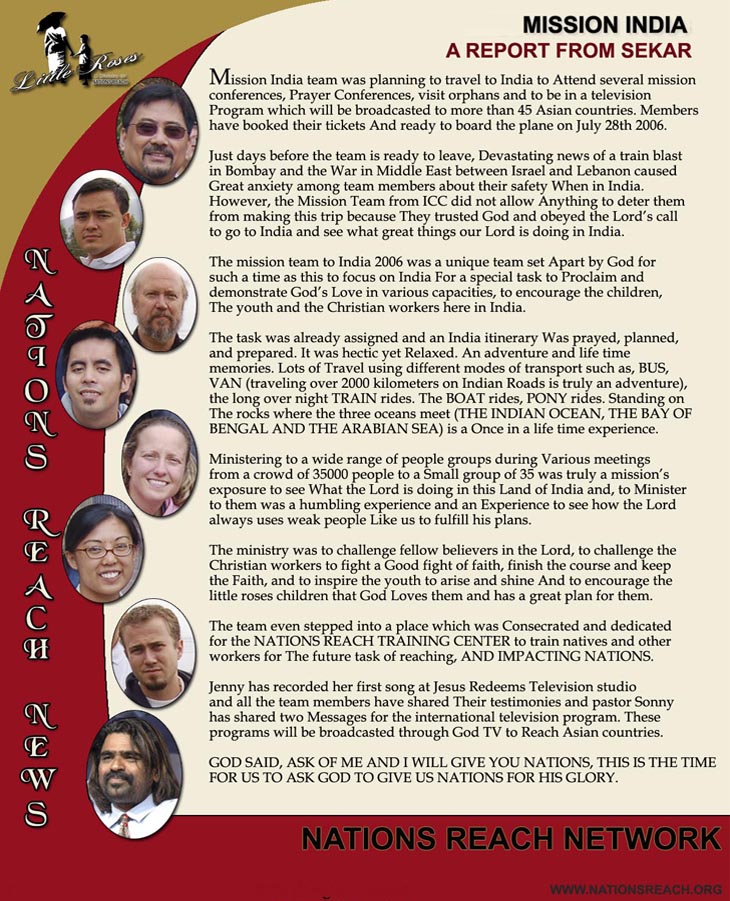 Little Roses
MISSION INDIA
A REPORT FROM SEKAR
Mission India team was planning to travel to India to Attend several mission
conferences, Prayer Conferences, visit orphans and to be in a television
Program which will be broadcasted to more than 45 Asian countries. Members
have booked their tickets And ready to board the plane on July 28th 2006.
Just days before the team is ready to leave, Devastating news of a train blast
in Bombay and the War in Middle East between Israel and Lebanon caused
Great anxiety among team members about their safety When in India.
However, the Mission Team from ICC did not allow Anything to deter them
from making this trip because They trusted God and obeyed the Lord's call
to go to India and see what great things our Lord is doing in India.
The mission team to India 2006 was a unique team set Apart by God for
such a time as this to focus on India For a special task to Proclaim and
demonstrate God's Love in various capacities, to encourage the children,
The youth and the Christian workers here in India.
The task was already assigned and an India itinerary Was prayed, planned,
and prepared. It was hectic yet Relaxed. An adventure and life time
memories. Lots of Travel using different modes of transport such as, BUS,
VAN (traveling over 2000 kilometers on Indian Roads is truly an adventure),
the long over night TRAIN rides. The BOAT rides, PONY rides. Standing on
The rocks where the three oceans meet (THE INDIAN OCEAN, THE BAY OF
BENGAL AND THE ARABIAN SEA) is a Once in a life time experience.
Ministering to a wide range of people groups during Various meetings
from a crowd of 35000 people to a Small group of 35 was truly a mission's
exposure to see What the Lord is doing in this Land of India and, to Minister
to them was a humbling experience and an Experience to see how the Lord
always uses weak people Like us to fulfill his plans.
The ministry was to challenge fellow believers in the Lord, to challenge the
Christian workers to fight a Good fight of faith, finish the course and keep
the Faith, and to inspire the youth to arise and shine And to encourage the
little roses children that God Loves them and has a great plan for them.
The team even stepped into a place which was Consecrated and dedicated
for the NATIONS REACH TRAINING CENTER to train natives and other
workers for The future task of reaching, AND IMPACTING NATIONS.
Jenny has recorded her first song at Jesus Redeems Television studio
and all the team members have shared Their testimonies and pastor Sonny
has shared two Messages for the international television program. These
programs will be broadcasted through God TV to Reach Asian countries.
GOD SAID, ASK OF ME AND I WILL GIVE YOU NATIONS, THIS IS THE TIME
FOR US TO ASK GOD TO GIVE US NATIONS FOR HIS GLORY.
NATIONS REACH NEWS
NATIONS REACH NETWORK
WWW.NATIONSREACH.ORG